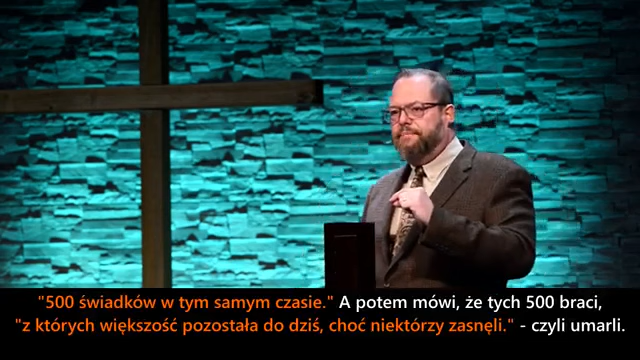 "500 świadków w tym samym czasie." A potem mówi, że tych 500 braci,
"z których większość pozostała do dziś, choć niektórzy zasnęli." - czyli umarli.